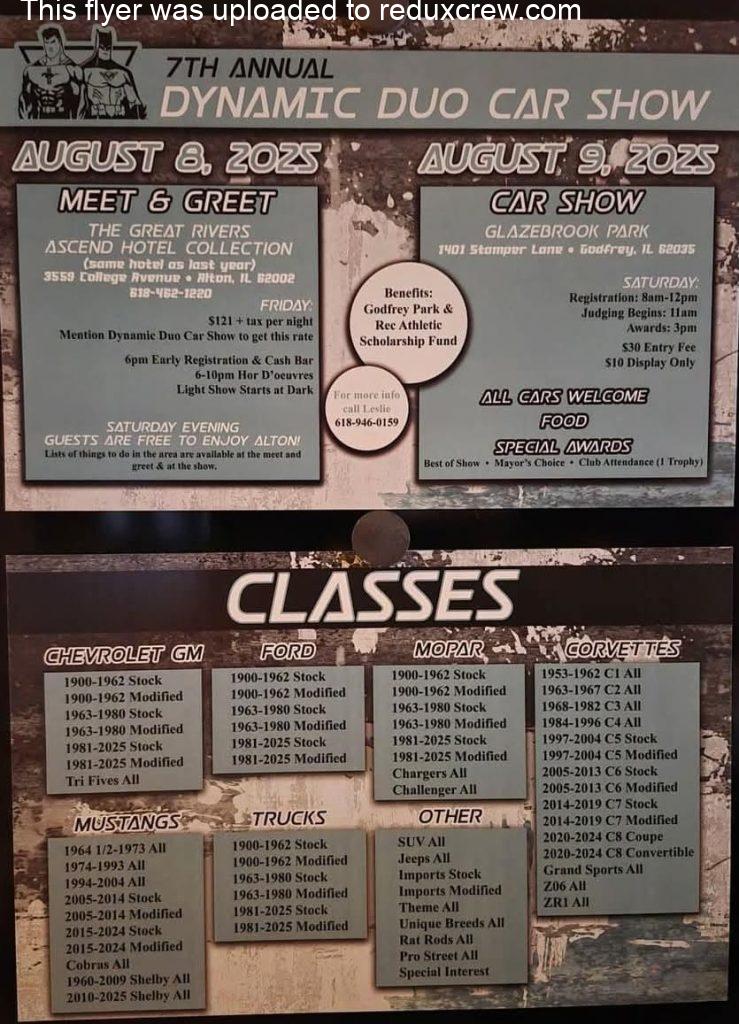 This flyer was uploaded to reduxcrew.com
7TH ANNUAL
DYNAMIC DUO CAR SHOW
AUGUST 8, 2025
MEET & GREET
THE GREAT RIVERS
ASCEND HOTEL COLLECTION
(same hotel as last year)
3559 College Avenue • Alton, IL 62002
618-462-1220
FRIDAY:
$121 + tax per night
Mention Dynamic Duo Car Show to get this rate
6pm Early Registration & Cash Bar
6-10pm Hor D'oeuvres
Light Show Starts at Dark
SATURDAY EVENING
GUESTS ARE FREE TO ENJOY ALTON!
Lists of things to do in the area are available at the meet and
greet & at the show.
Benefits:
Godfrey Park &
Rec Athletic
Scholarship Fund
For more info
call Leslie
618-946-0159
AUGUST 9, 2025
CAR SHOW
GLAZEBROOK PARK
1401 Stamper Lane • Godfrey, IL 62035
SATURDAY:
Registration: 8am-12pm
Judging Begins: 11am
Awards: 3pm
$30 Entry Fee
$10 Display Only
ALL CARS WELCOME
FOOD
SPECIAL AWARDS
Best of Show • Mayor's Choice • Club Attendance (1 Trophy)
CLASSES
CHEVROLET GM
1900-1962 Stock
1900-1962 Modified
1963-1980 Stock
1963-1980 Modified
1981-2025 Stock
1981-2025 Modified
Tri Fives All
FORD
1900-1962 Stock
1900-1962 Modified
1963-1980 Stock
1963-1980 Modified
1981-2025 Stock
1981-2025 Modified
MOPAR
1900-1962 Stock
1900-1962 Modified
1963-1980 Stock
1963-1980 Modified
1981-2025 Stock
1981-2025 Modified
Chargers All
Challenger All
CORVETTES
1953-1962 C1 All
1963-1967 C2 All
1968-1982 C3 All
1984-1996 C4 All
1997-2004 C5 Stock
1997-2004 C5 Modified
2005-2013 C6 Stock
2005-2013 C6 Modified
2014-2019 C7 Stock
2014-2019 C7 Modified
2020-2024 C8 Coupe
2020-2024 C8 Convertible
Grand Sports All
Z06 All
ZR1 All
MUSTANGS
1964 1/2-1973 All
1974-1993 All
1994-2004 All
2005-2014 Stock
2005-2014 Modified
2015-2024 Stock
2015-2024 Modified
Cobras All
1960-2009 Shelby All
2010-2025 Shelby All
TRUCKS
1900-1962 Stock
1900-1962 Modified
1963-1980 Stock
1963-1980 Modified
1981-2025 Stock
1981-2025 Modified
OTHER
SUV All
Jeeps All
Imports Stock
Imports Modified
Theme All
Unique Breeds All
Rat Rods All
Pro Street All
Special Interest